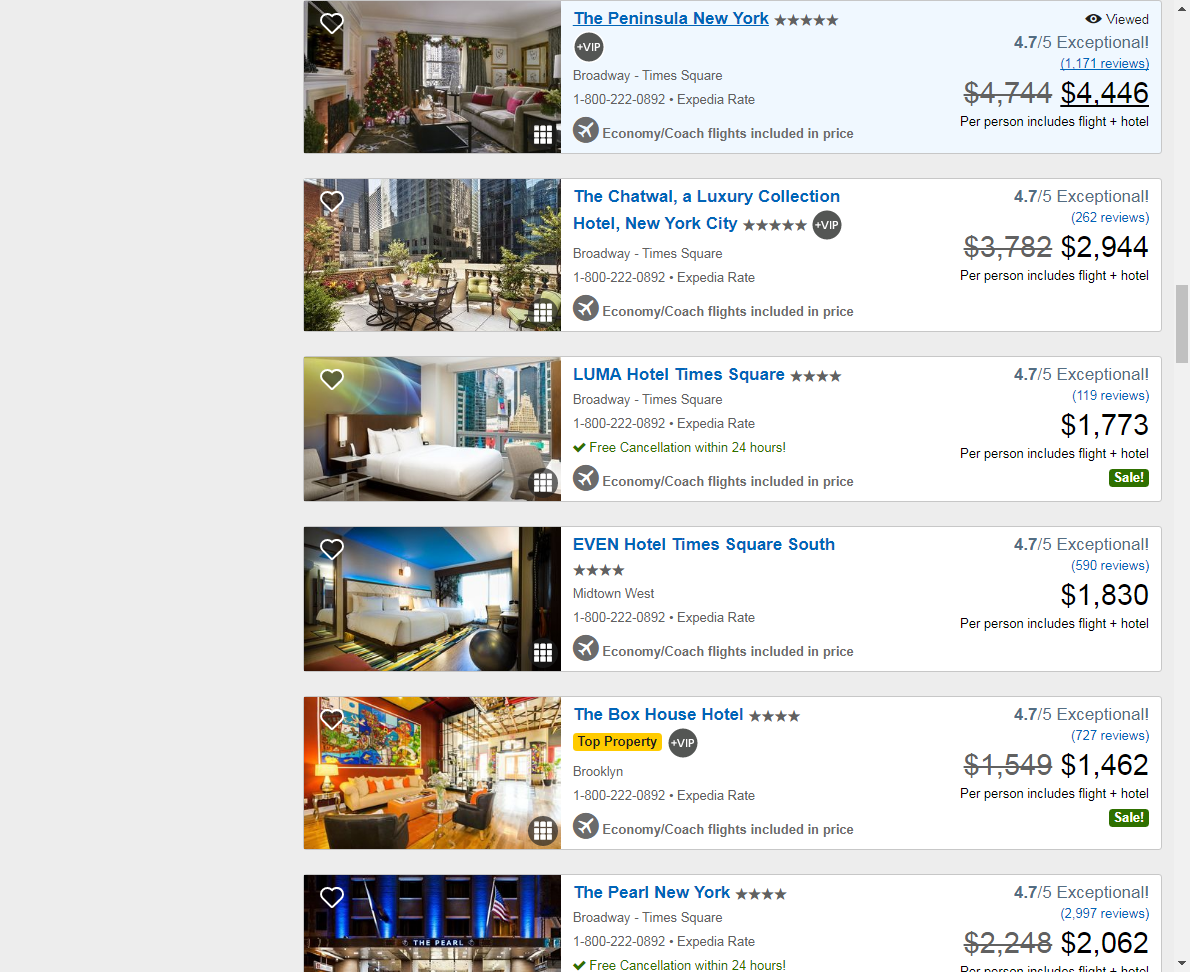 The Peninsula New York ★★★★★
Viewed
+VIP
4.7/5 Exceptional!
(1,171 reviews)
Broadway - Times Square
$4,744 $4,446
1-800-222-0892 • Expedia Rate
Per person includes flight + hotel
Economy/Coach flights included in price
The Chatwal, a Luxury Collection
Hotel, New York City ★★★★★ +VIP
4.7/5 Exceptional!
(262 reviews)
Broadway - Times Square
$3,782 $2,944
1-800-222-0892 • Expedia Rate
Per person includes flight + hotel
Economy/Coach flights included in price
LUMA Hotel Times Square ★★★★
4.7/5 Exceptional!
Broadway - Times Square
(119 reviews)
1-800-222-0892 • Expedia Rate
$1,773
Free Cancellation within 24 hours!
Per person includes flight + hotel
Economy/Coach flights included in price
Sale!
EVEN Hotel Times Square South
★★★★
4.7/5 Exceptional!
(590 reviews)
Midtown West
$1,830
1-800-222-0892 • Expedia Rate
Per person includes flight + hotel
Economy/Coach flights included in price
The Box House Hotel ★★★★
4.7/5 Exceptional!
Top Property +VIP
(727 reviews)
Brooklyn
$1,549 $1,462
1-800-222-0892 • Expedia Rate
Per person includes flight + hotel
Economy/Coach flights included in price
Sale!
THE PEARL
The Pearl New York ★★★★
4.7/5 Exceptional!
Broadway - Times Square
(2,997 reviews)
1-800-222-0892 • Expedia Rate
$2,248 $2,062
Free Cancellation within 24 hours!
Per person includes flight + hotel